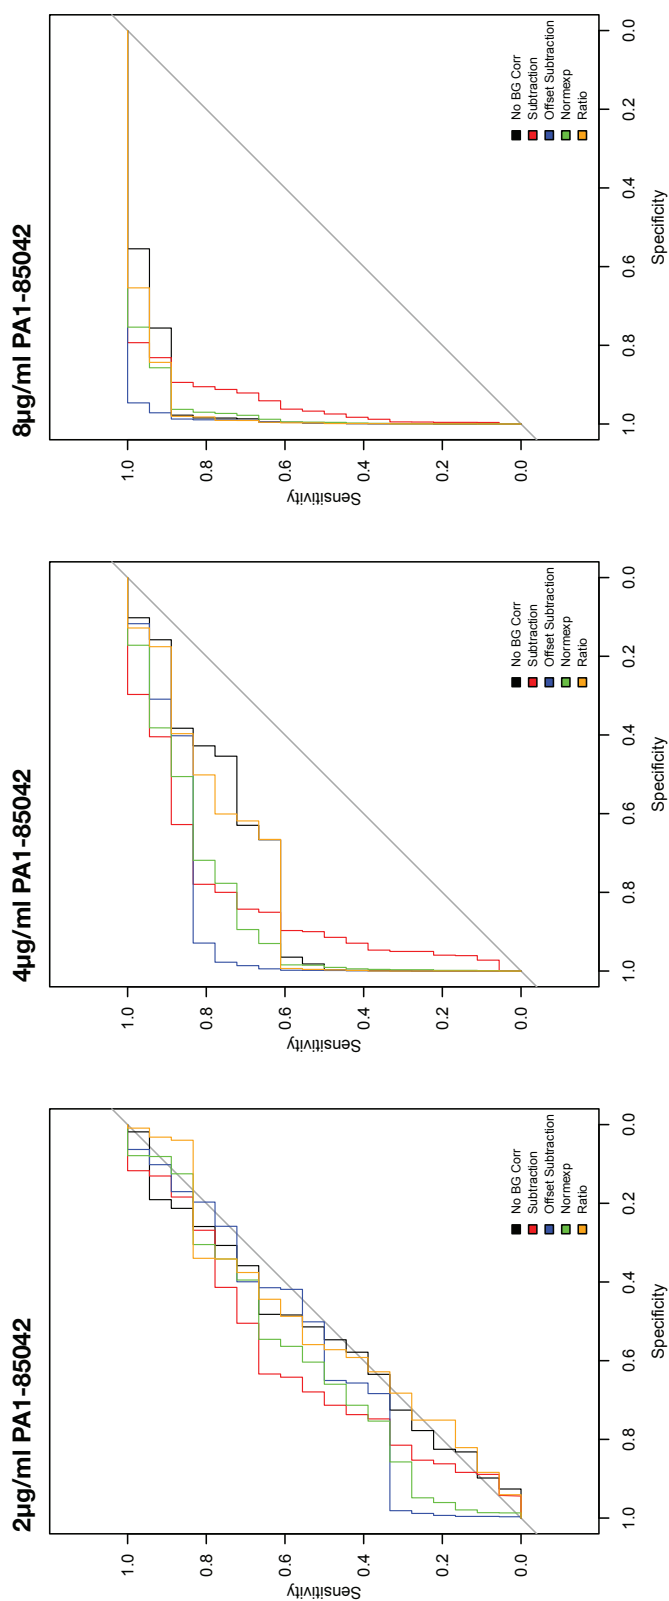 2µg/ml PA1-85042
1.0
0.8
0.6
0.4
0.2
0.0
Sensitivity
1.0
0.8
0.6
0.4
0.2
0.0
Specificity
No BG Corr
Subtraction
Offset Subtraction
Normexp
Ratio
4µg/ml PA1-85042
1.0
0.8
0.6
0.4
0.2
0.0
Sensitivity
1.0
0.8
0.6
0.4
0.2
0.0
Specificity
No BG Corr
Subtraction
Offset Subtraction
Normexp
Ratio
8µg/ml PA1-85042
1.0
0.8
0.6
0.4
0.2
0.0
Sensitivity
1.0
0.8
0.6
0.4
0.2
0.0
Specificity
No BG Corr
Subtraction
Offset Subtraction
Normexp
Ratio